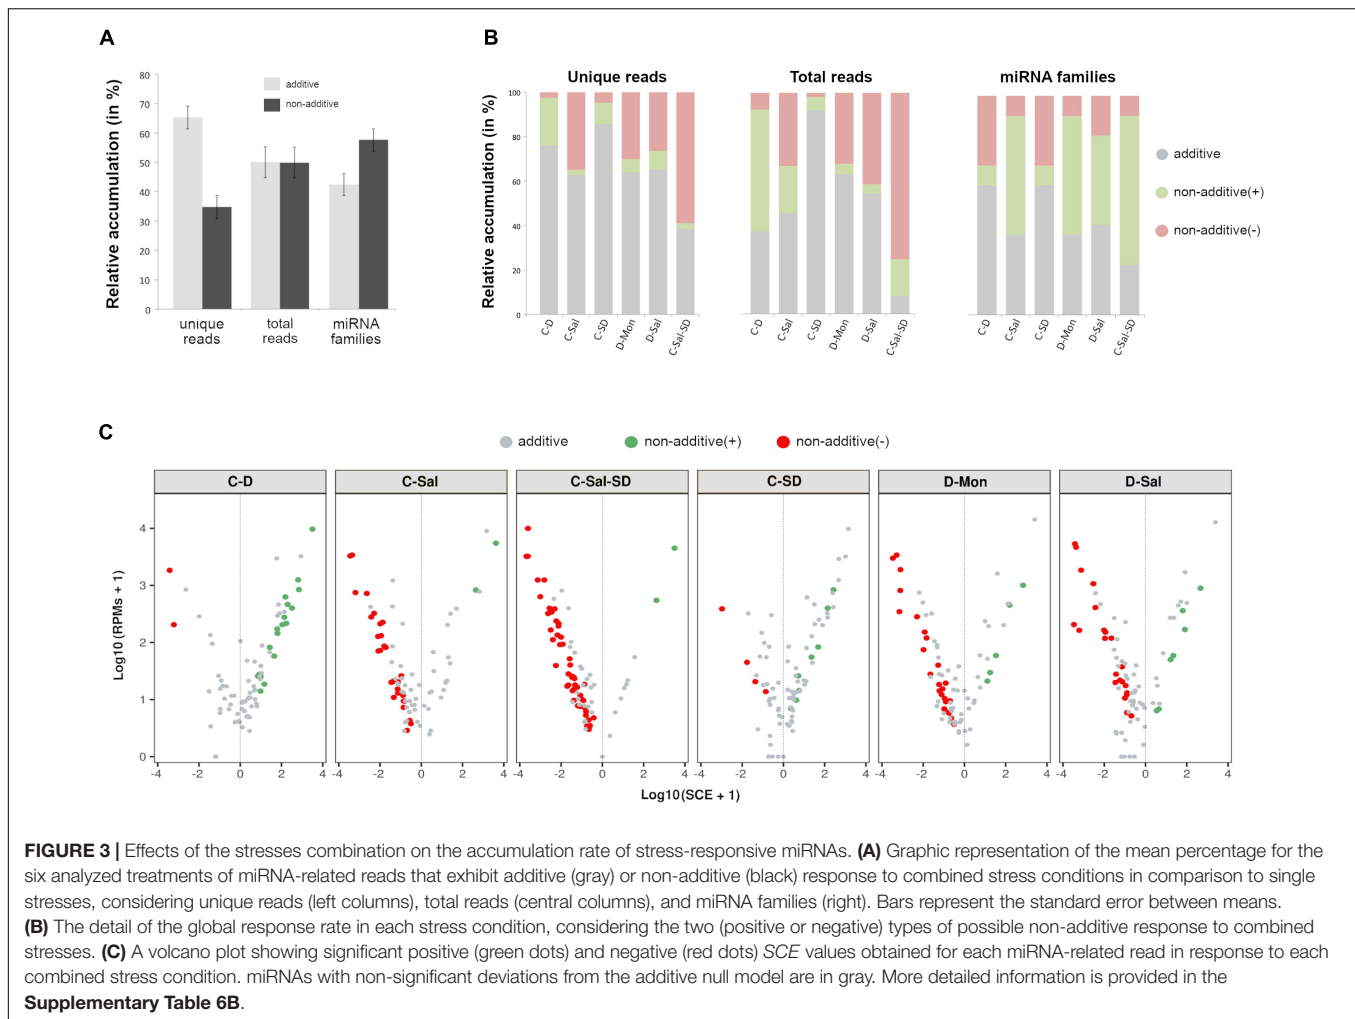 A
Relative accumulation (in %)
80
70
60
50
40
30
20
10
0
additive
non-additive
unique reads
total reads
miRNA families
B
Relative accumulation (in %)
100
80
60
40
20
0
Unique reads
C-D
C-Sal
C-SD
D-Mon
D-Sal
C-Sal-SD
Total reads
100
80
60
40
20
0
C-D
C-Sal
C-SD
D-Mon
D-Sal
C-Sal-SD
miRNA families
C-D
C-Sal
C-SD
D-Mon
D-Sal
C-Sal-SD
additive
non-additive(+)
non-additive(-)
C
additive
non-additive(+)
non-additive(-)
C-D
C-Sal
C-Sal-SD
C-SD
D-Mon
D-Sal
Log10 (RPMs + 1)
4
3
2
1
0
-4 -2 0 2 4
-4 -2 0 2 4
-4 -2 0 2 4
-4 -2 0 2 4
-4 -2 0 2 4
-4 -2 0 2 4
Log10 (SCE + 1)
FIGURE 3 | Effects of the stresses combination on the accumulation rate of stress-responsive miRNAs. (A) Graphic representation of the mean percentage for the
six analyzed treatments of miRNA-related reads that exhibit additive (gray) or non-additive (black) response to combined stress conditions in comparison to single
stresses, considering unique reads (left columns), total reads (central columns), and miRNA families (right). Bars represent the standard error between means.
(B) The detail of the global response rate in each stress condition, considering the two (positive or negative) types of possible non-additive response to combined
stresses. (C) A volcano plot showing significant positive (green dots) and negative (red dots) SCE values obtained for each miRNA-related read in response to each
combined stress condition. miRNAs with non-significant deviations from the additive null model are in gray. More detailed information is provided in the
Supplementary Table 6B.